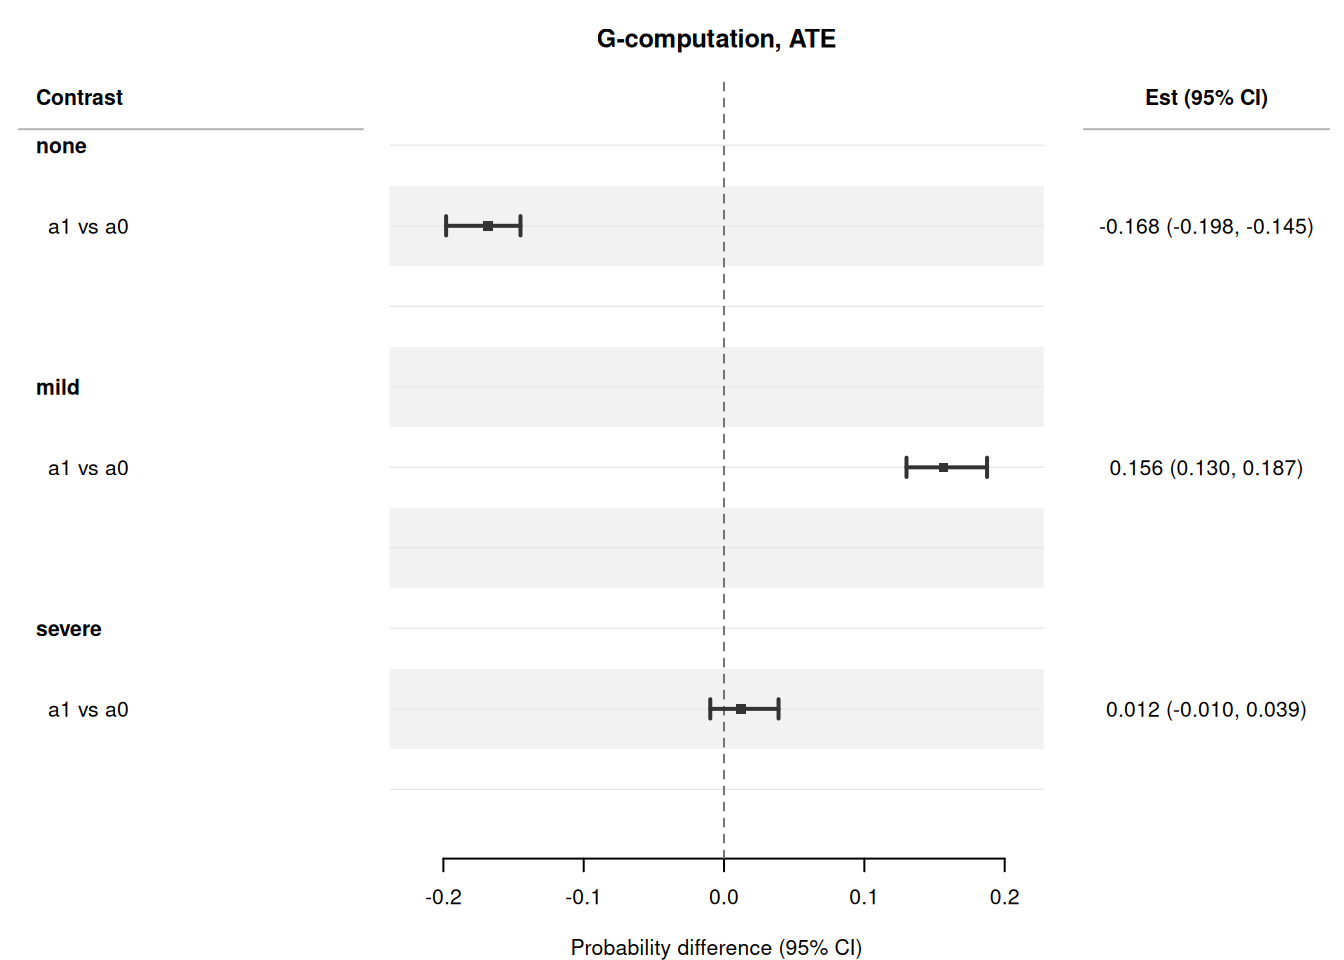 G-computation, ATE
Contrast Est (95% CI)
none
a1 vs a0 -0.168 (-0.198, -0.145)
mild
a1 vs a0 0.156 (0.130, 0.187)
severe
a1 vs a0 0.012 (-0.010, 0.039)
-0.2 -0.1 0.0 0.1 0.2
Probability difference (95% CI)